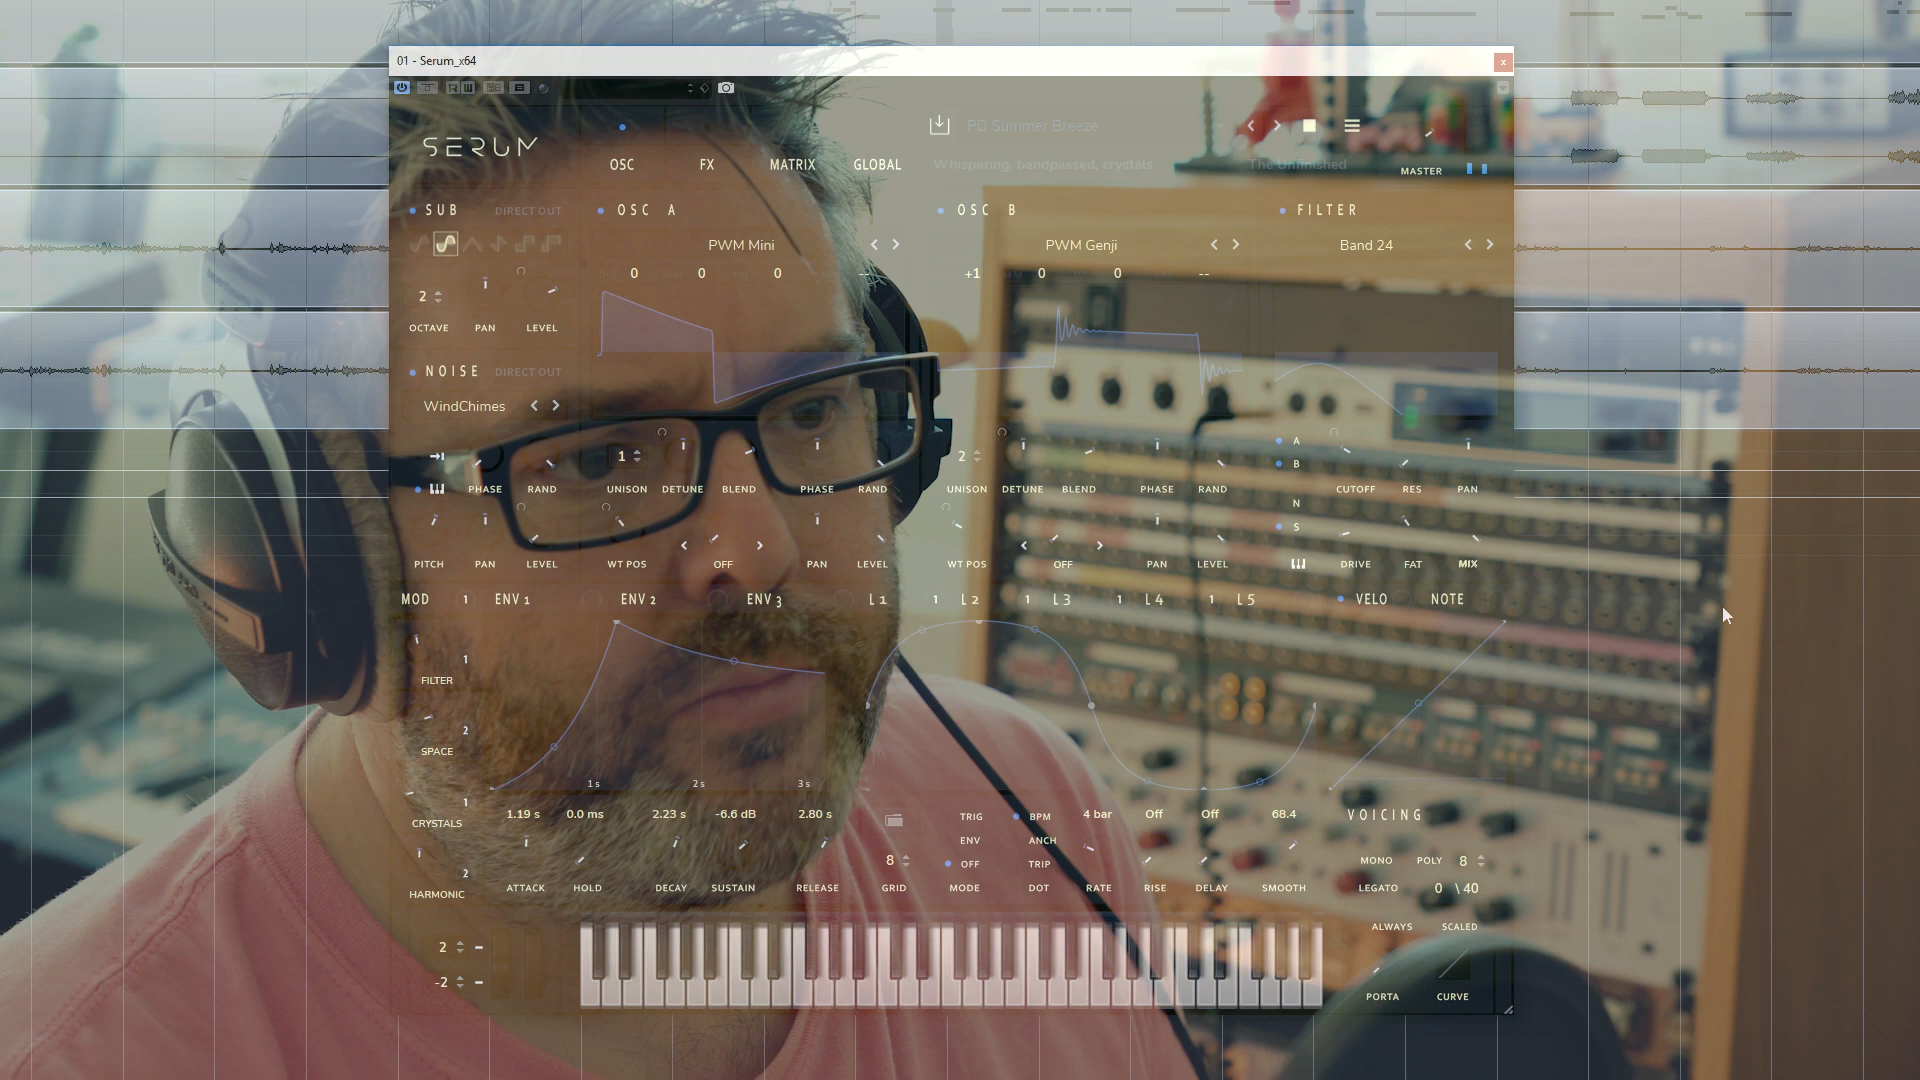 01 - Serum_x64
SERUM
OSC FX MATRIX GLOBAL
PD Summer Breeze
Whispering, bandpassed, crystals
The Unfinished
MASTER
SUB DIRECT OUT
OSC A
OSC B
FILTER
PWM Mini
PWM Genji
Band 24
0 0 0 --
+1 0 0 --
2
OCTAVE PAN LEVEL
NOISE DIRECT OUT
WindChimes
1
2
A
B
PHASE RAND UNISON DETUNE BLEND PHASE RAND UNISON DETUNE BLEND PHASE RAND CUTOFF RES PAN
N
S
PITCH PAN LEVEL WT POS OFF PAN LEVEL WT POS OFF PAN LEVEL DRIVE FAT MIX
MOD 1 ENV 1 ENV 2 ENV 3 L 1 1 L 2 1 L 3 1 L 4 1 L 5 VELO NOTE
1
FILTER
2
SPACE
1 s 2 s 3 s
1
CRYSTALS
2
HARMONIC
1.19 s 0.0 ms 2.23 s -6.6 dB 2.80 s
ATTACK HOLD DECAY SUSTAIN RELEASE
TRIG BPM 4 bar Off Off 68.4
ENV ANCH
8 OFF TRIP
GRID MODE DOT RATE RISE DELAY SMOOTH
VOICING
MONO POLY 8
LEGATO 0 \ 40
ALWAYS SCALED
PORTA CURVE
2
-2